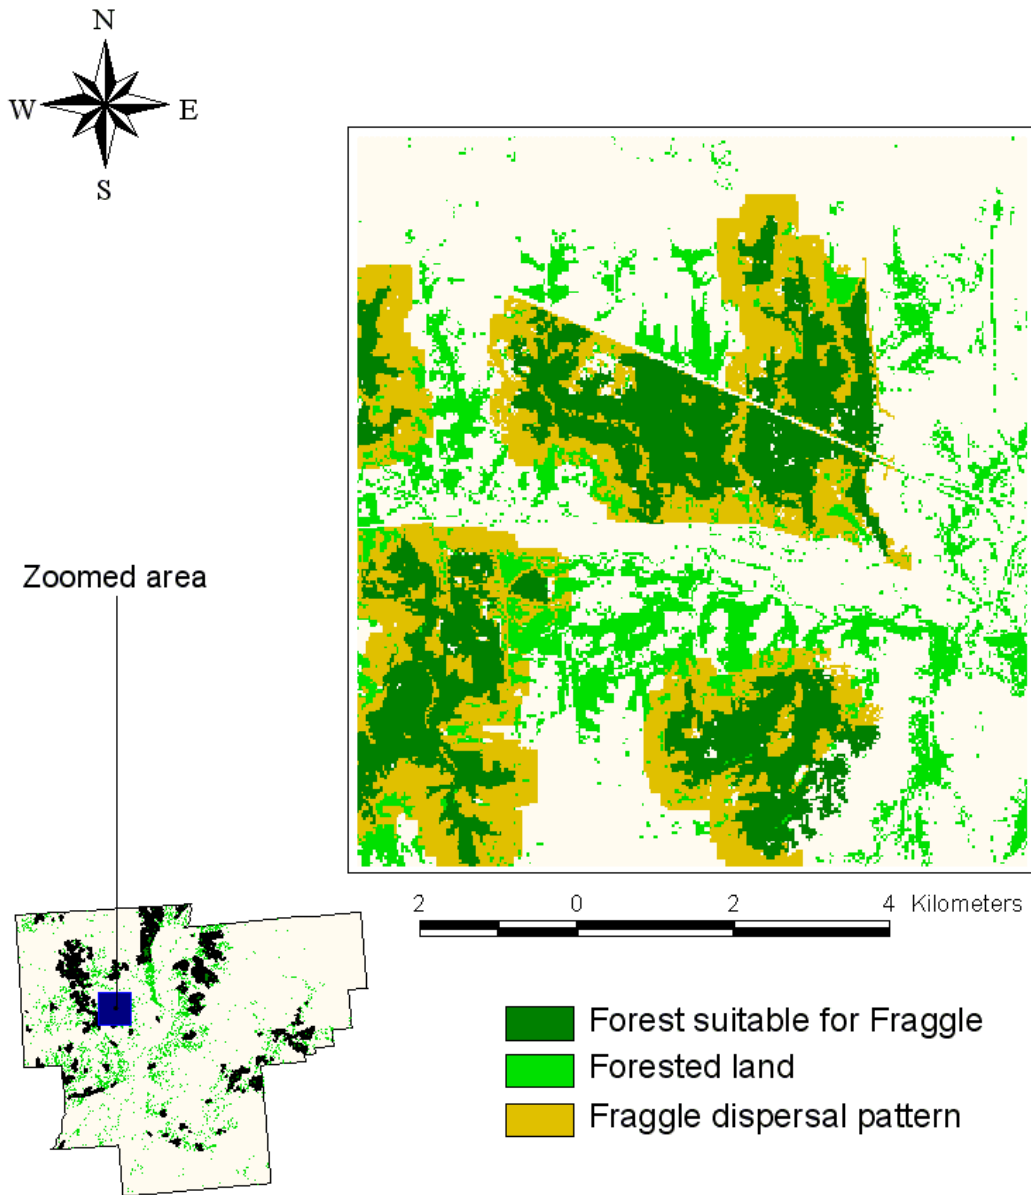 N
W E
S
Zoomed area
2 0 2 4 Kilometers
Forest suitable for Fraggle
Forested land
Fraggle dispersal pattern